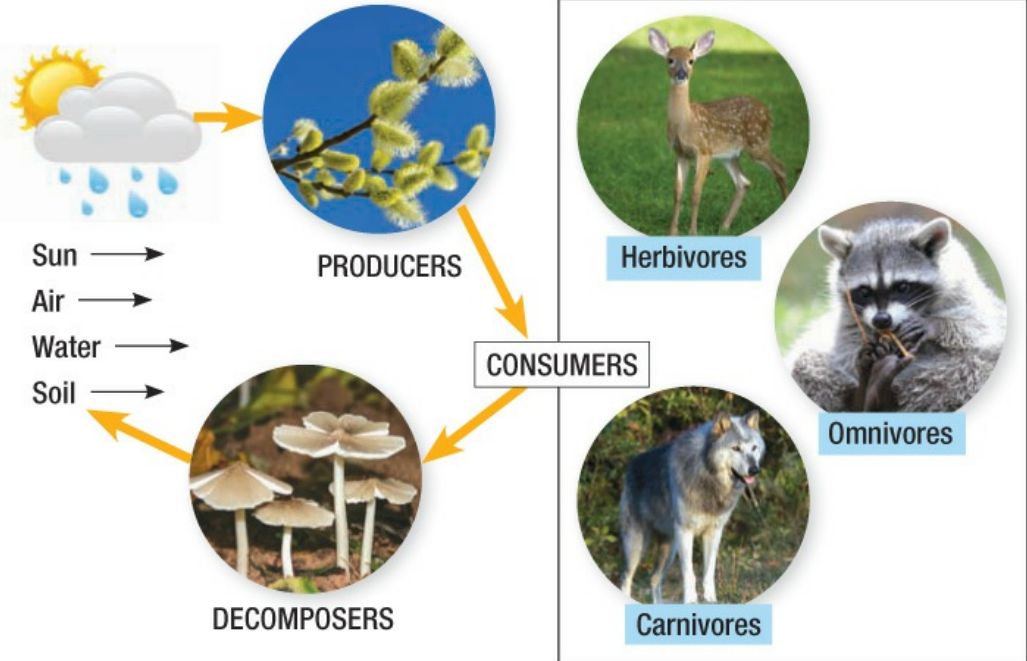 Sun
Air
Water
Soil
PRODUCERS
CONSUMERS
DECOMPOSERS
Herbivores
Omnivores
Carnivores